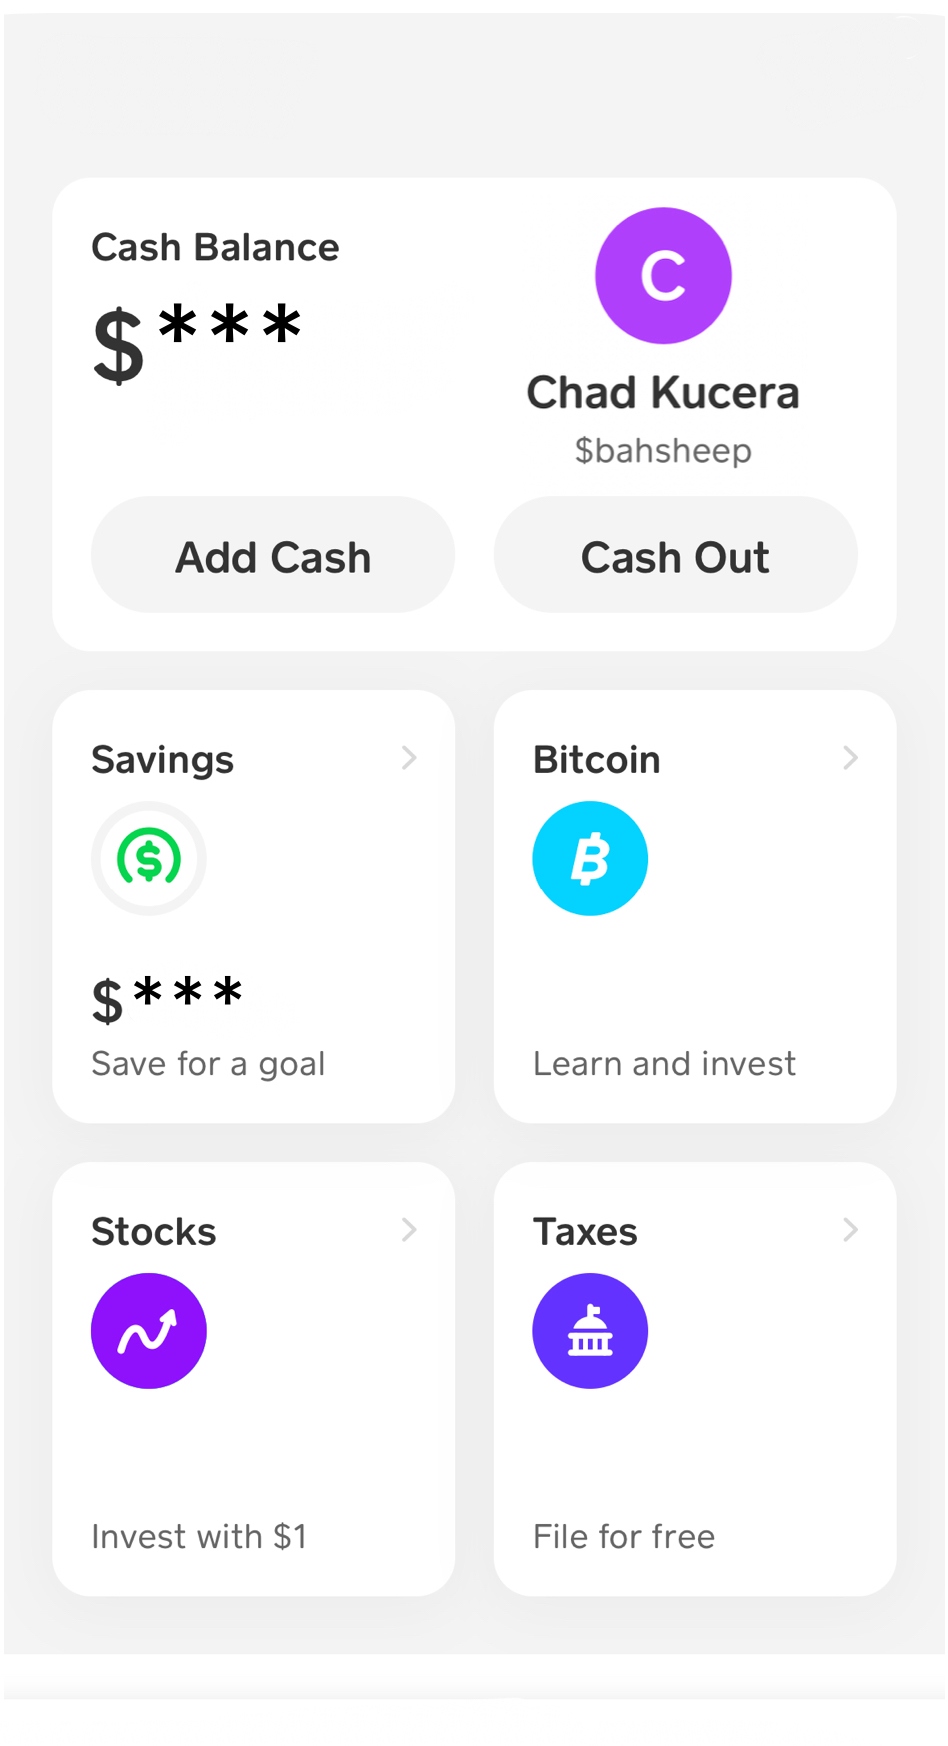 Cash Balance
$***
C
Chad Kucera
$bahsheep
Add Cash
Cash Out
Savings
$***
Save for a goal
Bitcoin
₿
Learn and invest
Stocks
Invest with $1
Taxes
File for free